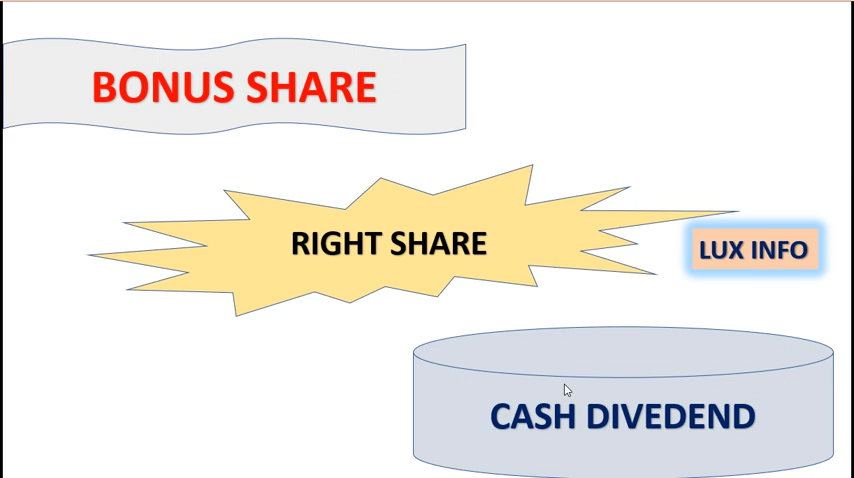 BONUS SHARE
RIGHT SHARE
LUX INFO
CASH DIVEDEND